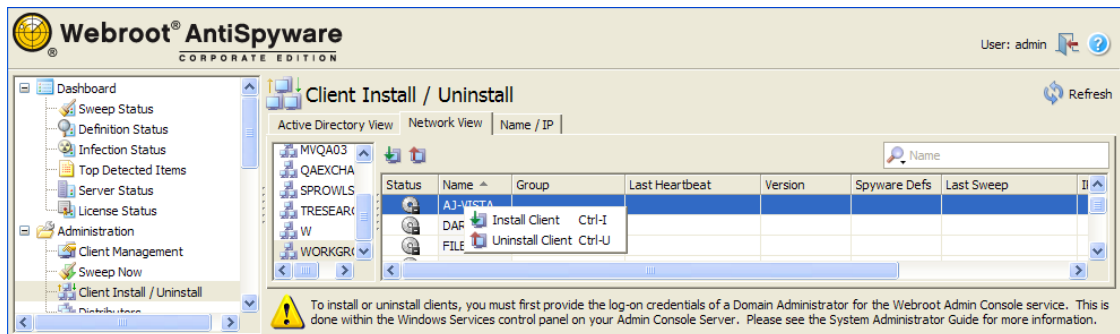 Webroot® AntiSpyware
CORPORATE EDITION
User: admin
Dashboard
Sweep Status
Definition Status
Infection Status
Top Detected Items
Server Status
License Status
Administration
Client Management
Sweep Now
Client Install / Uninstall
Distributors
Client Install / Uninstall
Refresh
Active Directory View Network View Name / IP
MVQA03
QAEXCHA
SPROWLS
TRESEAR
W
WORKGR
Name
Status Name Group Last Heartbeat Version Spyware Defs Last Sweep
AJ-VISTA
DAR
FILE
Install Client Ctrl-I
Uninstall Client Ctrl-U
To install or uninstall clients, you must first provide the log-on credentials of a Domain Administrator for the Webroot Admin Console service. This is
done within the Windows Services control panel on your Admin Console Server. Please see the System Administrator Guide for more information.